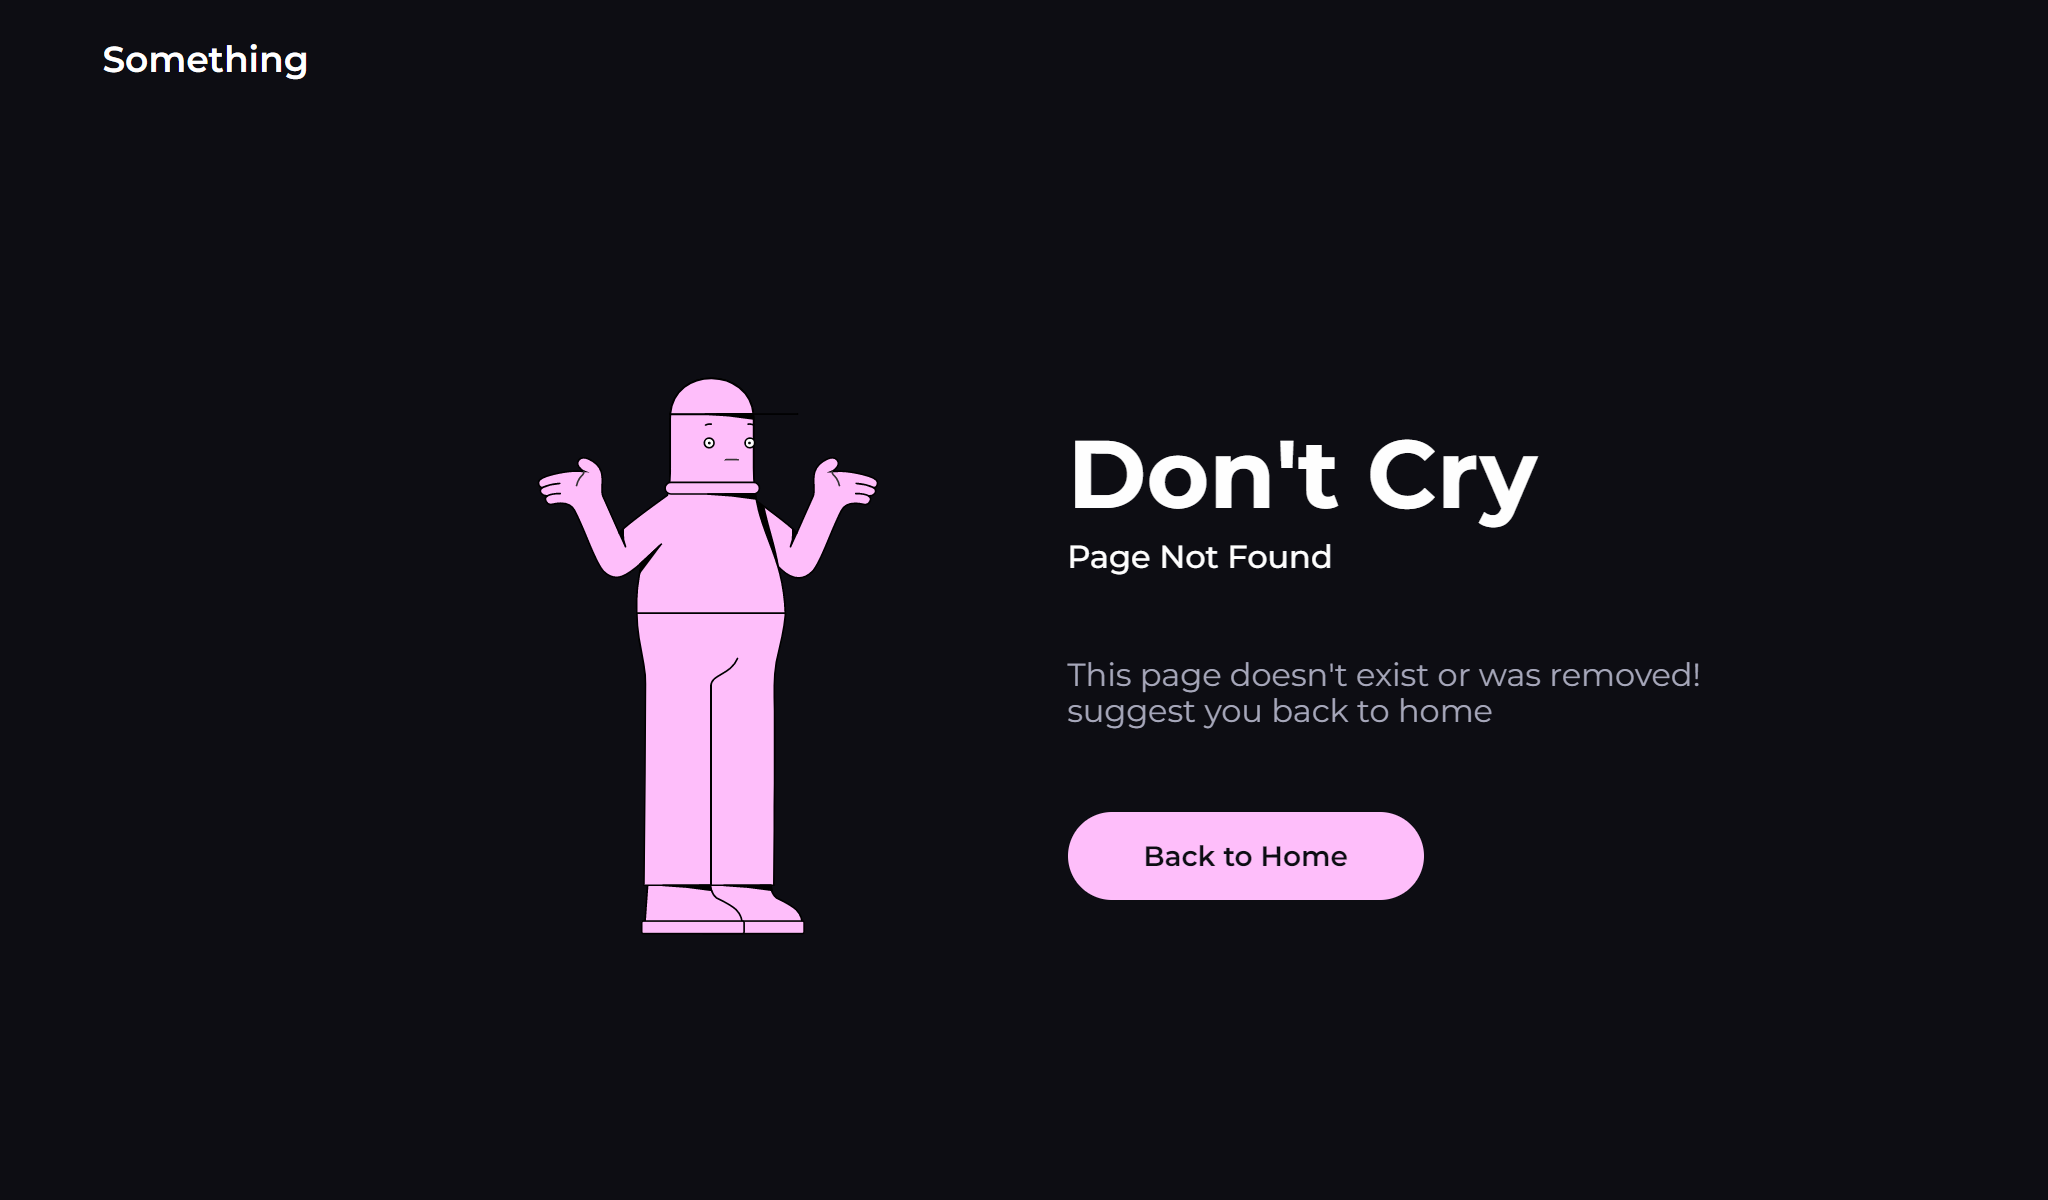 Something
Don't Cry
Page Not Found
This page doesn't exist or was removed!
suggest you back to home
Back to Home